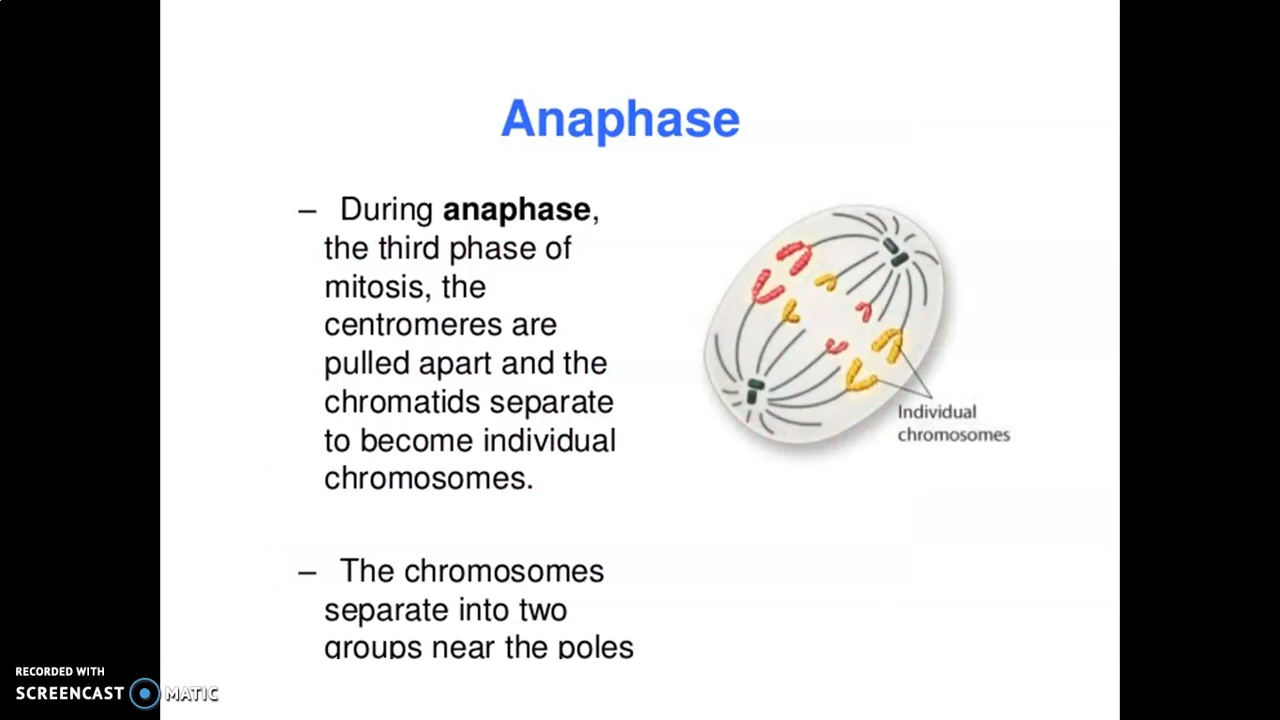 Anaphase
– During anaphase,
the third phase of
mitosis, the
centromeres are
pulled apart and the
chromatids separate
to become individual
chromosomes.
– The chromosomes
separate into two
groups near the poles
Individual
chromosomes
RECORDED WITH
SCREENCAST MATIC